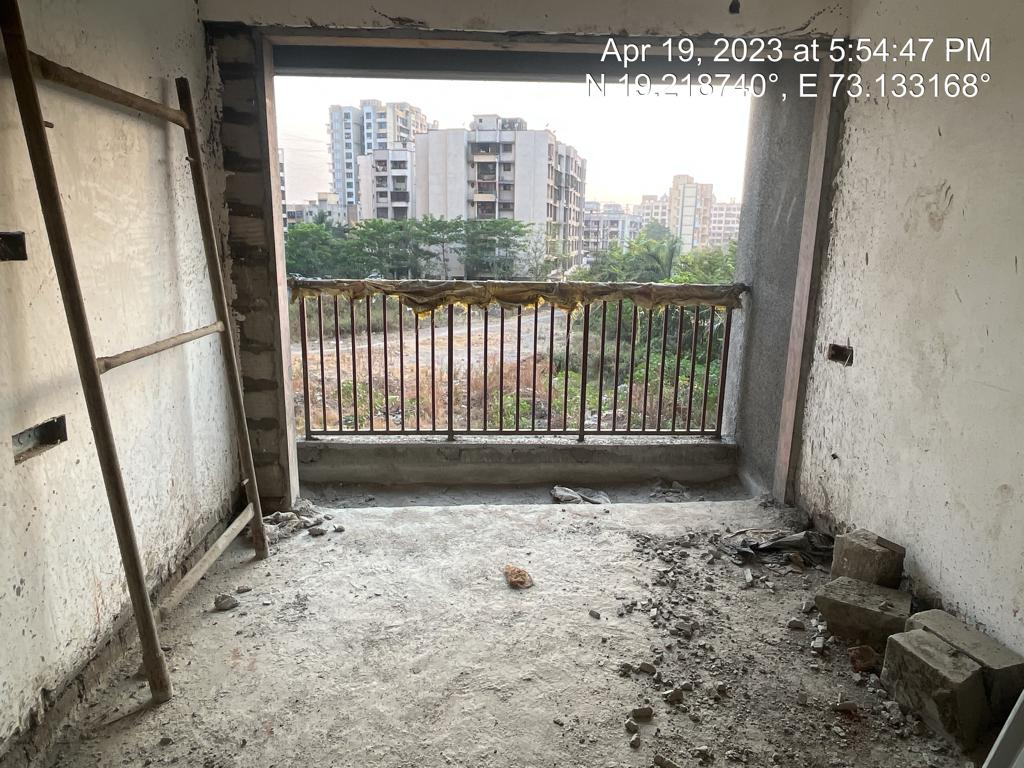 Apr 19, 2023 at 5:54:47 PM
N 19.218740°, E 73.133168°